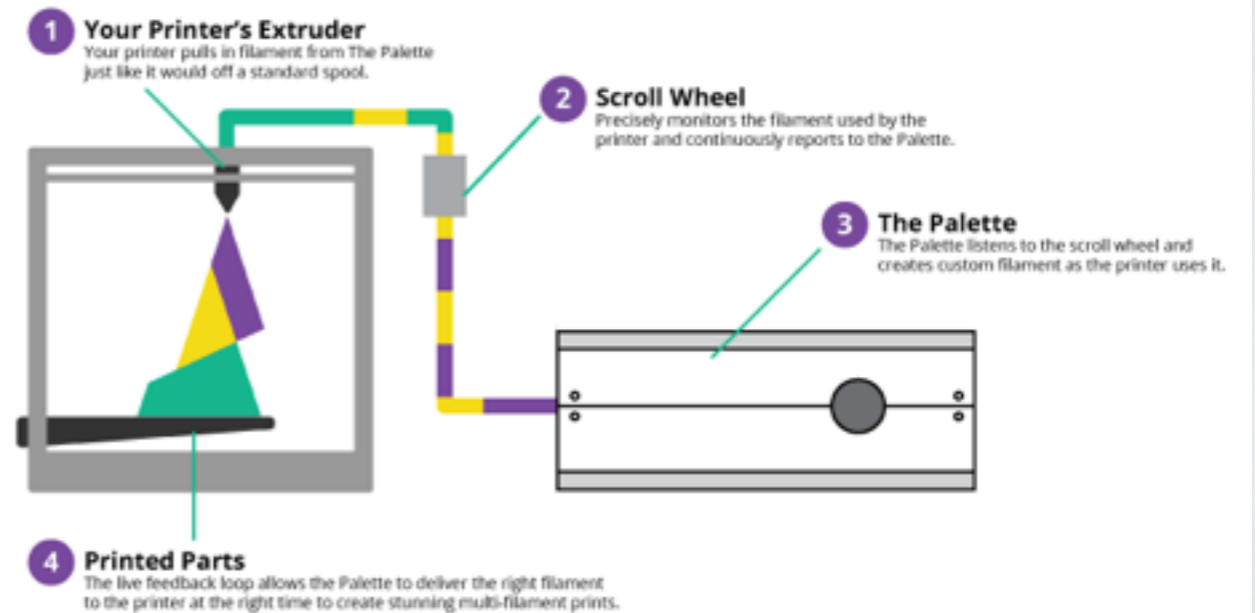 1 Your Printer's Extruder
Your printer pulls in filament from The Palette
just like it would off a standard spool.
2 Scroll Wheel
Precisely monitors the filament used by the
printer and continuously reports to the Palette.
3 The Palette
The Palette listens to the scroll wheel and
creates custom filament as the printer uses it.
4 Printed Parts
The live feedback loop allows the Palette to deliver the right filament
to the printer at the right time to create stunning multi-filament prints.